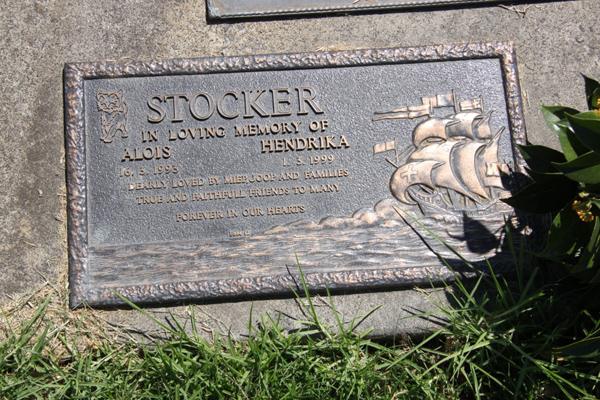 STOCKER
IN LOVING MEMORY OF
ALOIS HENDRIKA
16. 5. 1995 1. 3. 1999
DEARLY LOVED BY MIEP, JOOP AND FAMILIES
TRUE AND FAITHFULL FRIENDS TO MANY
FOREVER IN OUR HEARTS